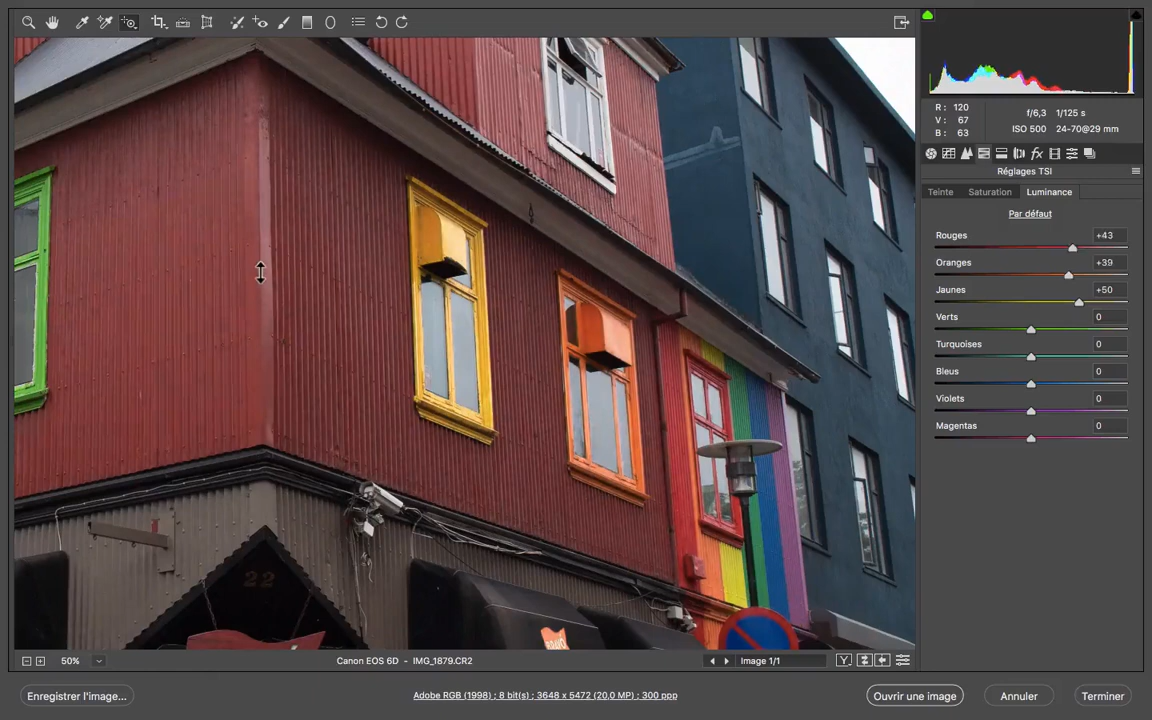 R : 120
V : 67
B : 63
f/6,3 1/125 s
ISO 500 24-70@29 mm
fx
Réglages TSI
Teinte Saturation Luminance
Par défaut
Rouges +43
Oranges +39
Jaunes +50
Verts 0
Turquoises 0
Bleus 0
Violets 0
Magentas 0
22
BRAVO
50% Canon EOS 6D - IMG_1879.CR2 Image 1/1 Y
Enregistrer l'image... Adobe RGB (1998) ; 8 bit(s) ; 3648 x 5472 (20,0 MP) ; 300 ppp Ouvrir une image Annuler Terminer